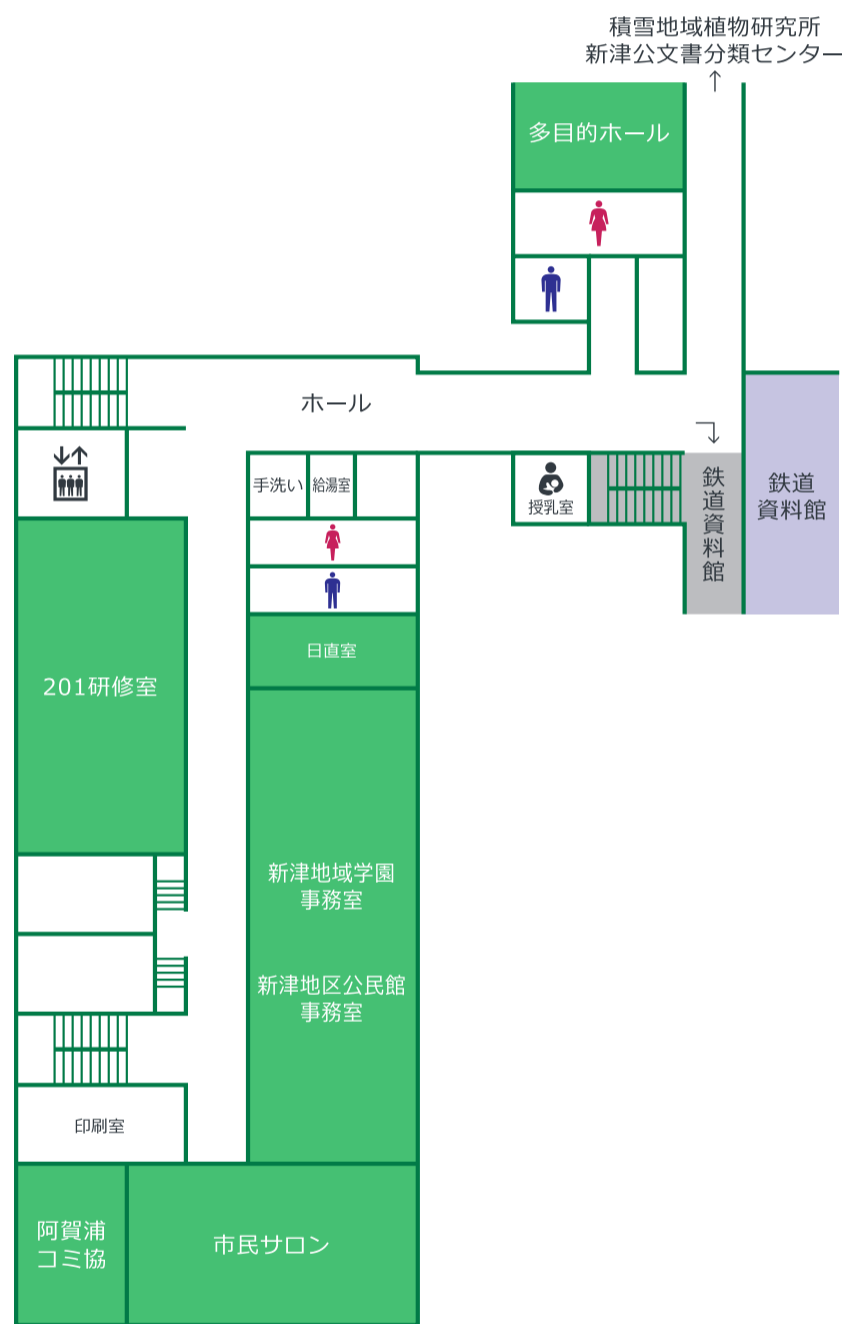 積雪地域植物研究所
新津公文書分類センター
↑
多目的ホール
ホール
手洗い
給湯室
授乳室
鉄道資料館
鉄道
資料館
日直室
201研修室
新津地域学園
事務室
新津地区公民館
事務室
印刷室
阿賀浦
コミ協
市民サロン